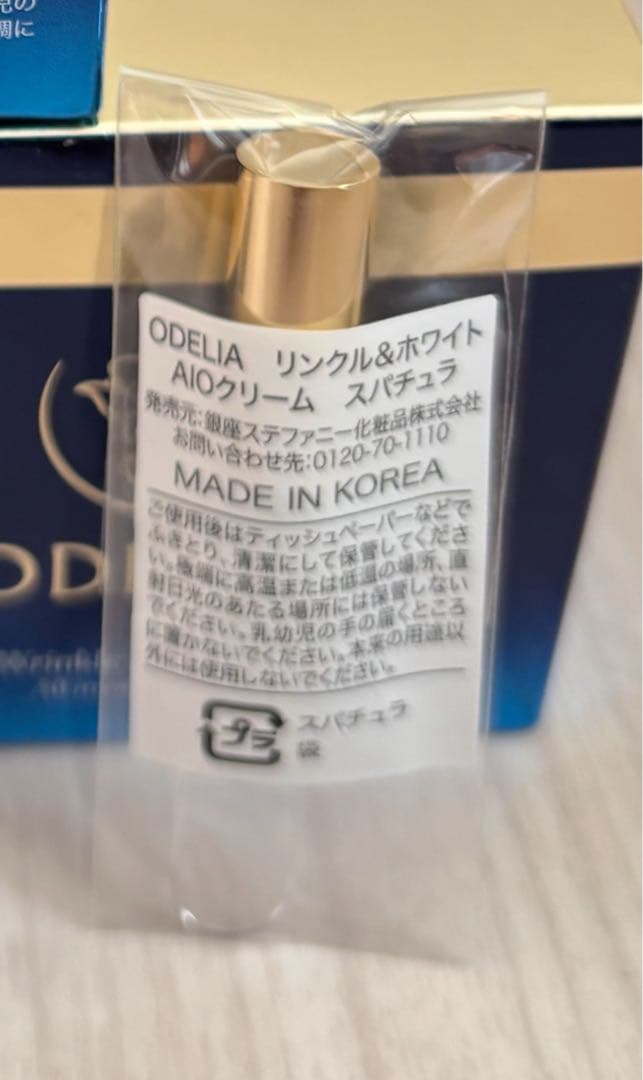 調に
ODELIA リンクル&ホワイト
AIOクリーム スパチュラ
発売元:銀座ステファニー化粧品株式会社
お問い合わせ先:0120-70-1110
MADE IN KOREA
ご使用後はティッシュペーパーなどで
ふきとり、清潔にして保管してくださ
い。極端に高温または低温の場所、直
射日光のあたる場所には保管しない
でください。乳幼児の手の届くところ
に置かないでください。本来の用途以
外には使用しないでください。
プラ
スパチュラ
袋
OD
Wrinkle